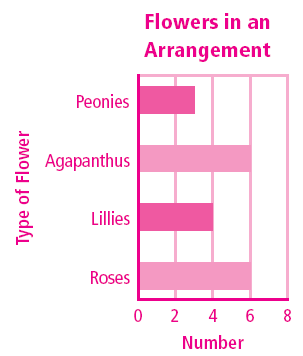 Flowers in an
Arrangement
Type of Flower
Peonies
Agapanthus
Lillies
Roses
0 2 4 6 8
Number